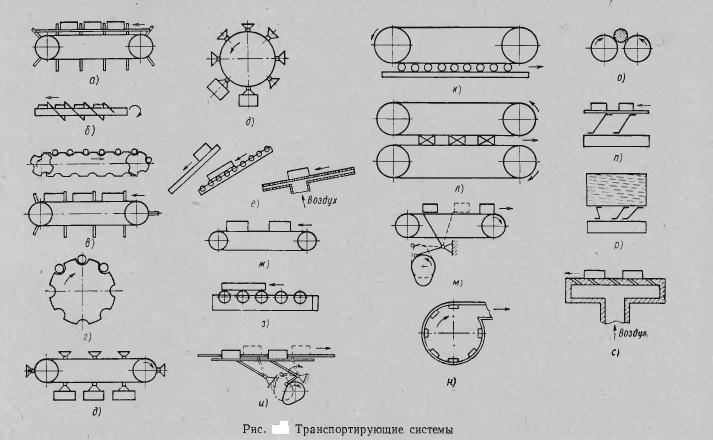 а)
б)
в)
г)
д)
д)
е)
Воздух
ж)
з)
и)
к)
л)
м)
н)
о)
п)
р)
Воздух
с)
Рис. Транспортирующие системы